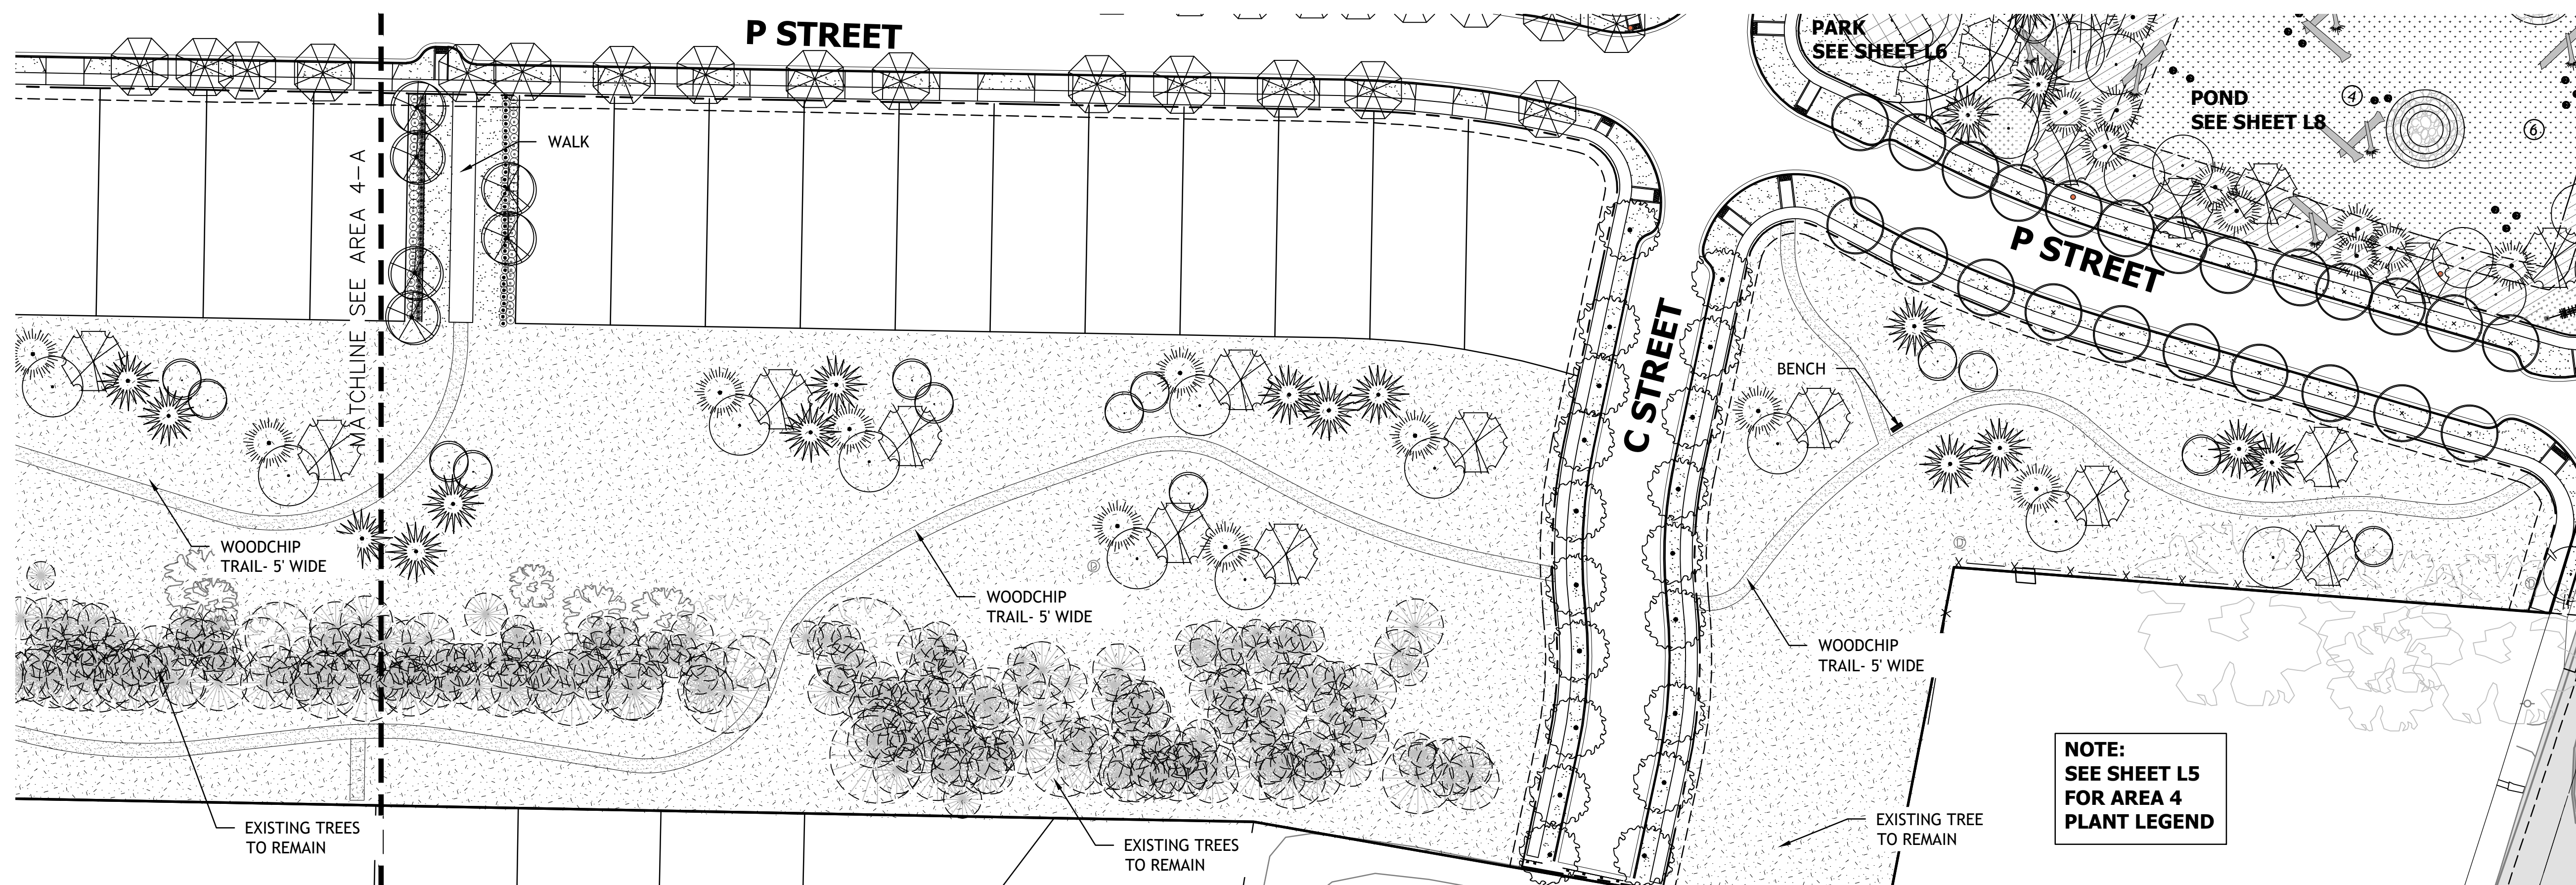 P STREET
PARK
SEE SHEET L6
POND
SEE SHEET L8
4
6
WALK
MATCHLINE SEE AREA 4-A
P STREET
C STREET
BENCH
WOODCHIP
TRAIL- 5' WIDE
WOODCHIP
TRAIL- 5' WIDE
WOODCHIP
TRAIL- 5' WIDE
NOTE:
SEE SHEET L5
FOR AREA 4
PLANT LEGEND
EXISTING TREES
TO REMAIN
EXISTING TREES
TO REMAIN
EXISTING TREE
TO REMAIN